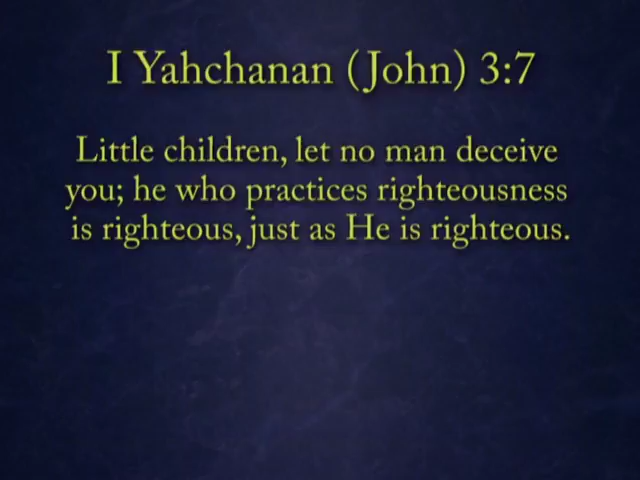 I Yahchanan (John) 3:7
Little children, let no man deceive
you; he who practices righteousness
is righteous, just as He is righteous.